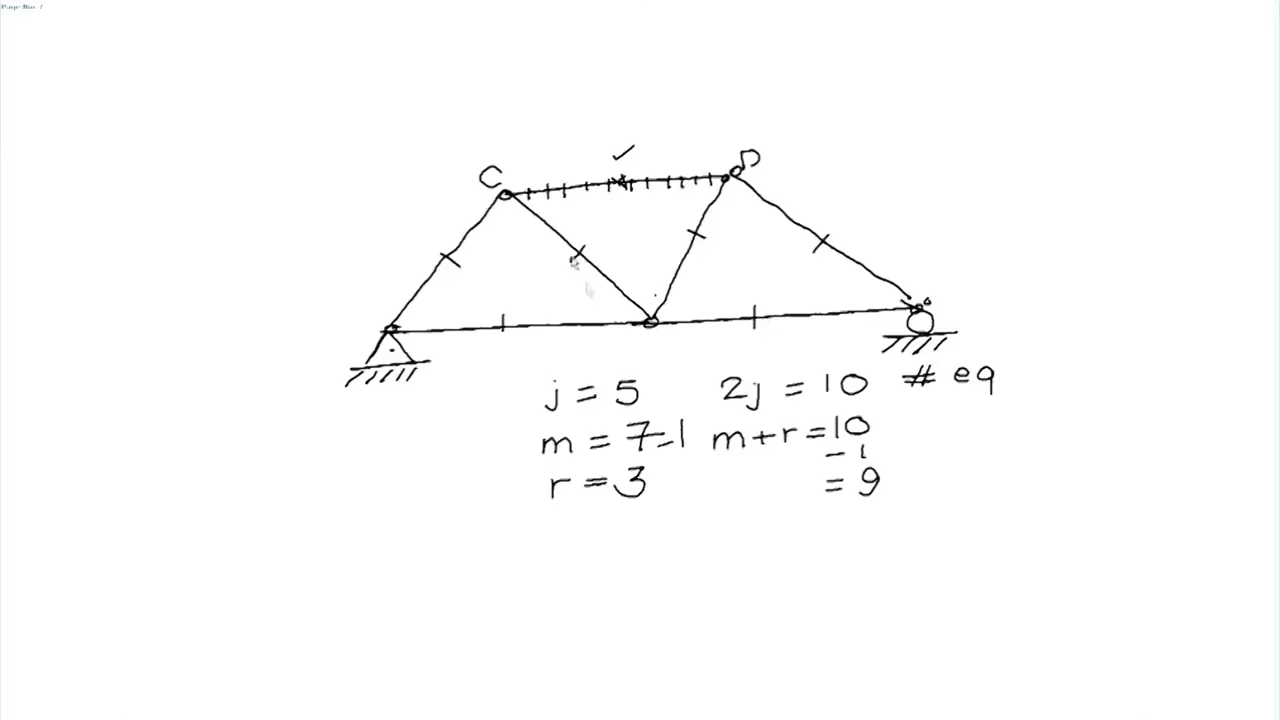 C
D
j = 5 2j = 10 # eq
m = 7-1 m+r = 10
- 1
r = 3 = 9